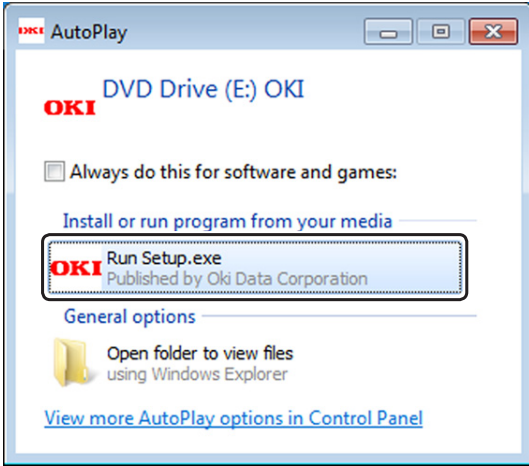 OKI AutoPlay
OKI DVD Drive (E:) OKI
Always do this for software and games:
Install or run program from your media
OKI Run Setup.exe
Published by Oki Data Corporation
General options
Open folder to view files
using Windows Explorer
View more AutoPlay options in Control Panel